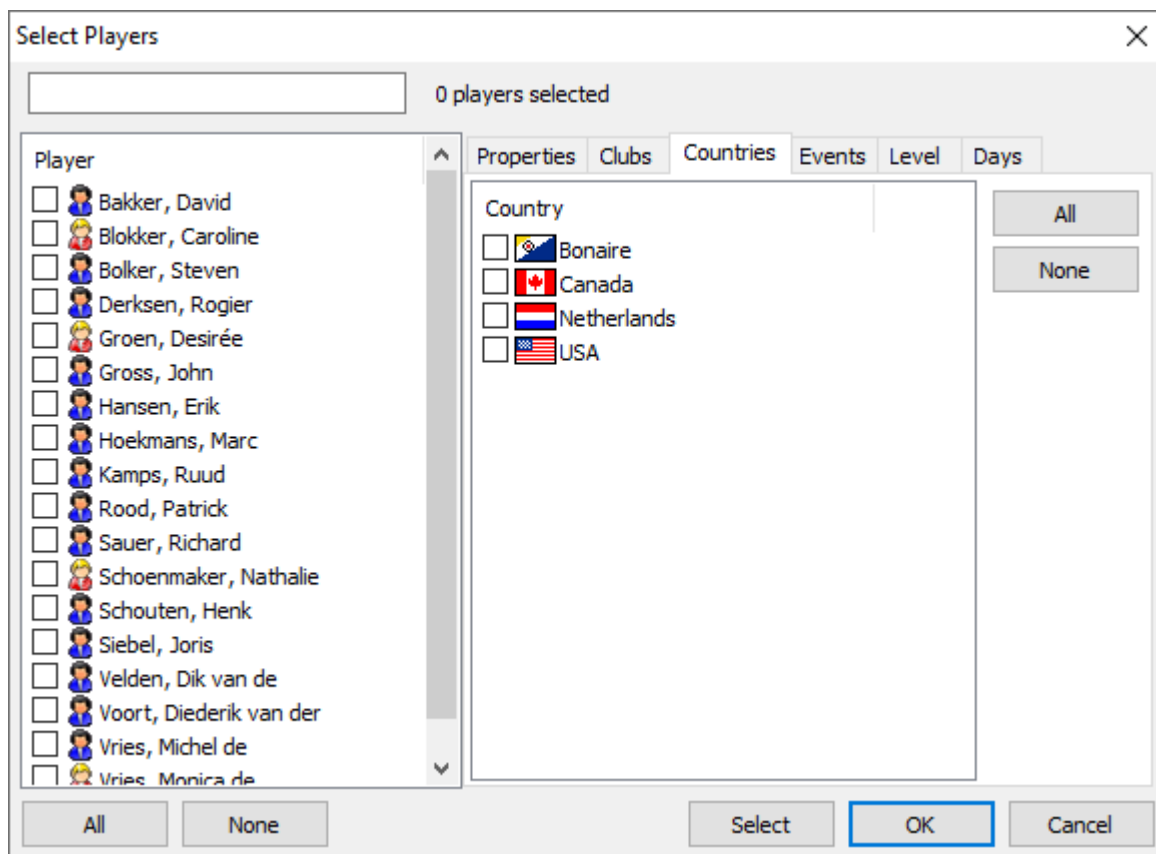 Select Players
0 players selected
Player
Bakker, David
Blokker, Caroline
Bolker, Steven
Derksen, Rogier
Groen, Desirée
Gross, John
Hansen, Erik
Hoekmans, Marc
Kamps, Ruud
Rood, Patrick
Sauer, Richard
Schoenmaker, Nathalie
Schouten, Henk
Siebel, Joris
Velden, Dik van de
Voort, Diederik van der
Vries, Michel de
Vries, Monica de
Properties Clubs Countries Events Level Days
Country
Bonaire
Canada
Netherlands
USA
All
None
All None Select OK Cancel